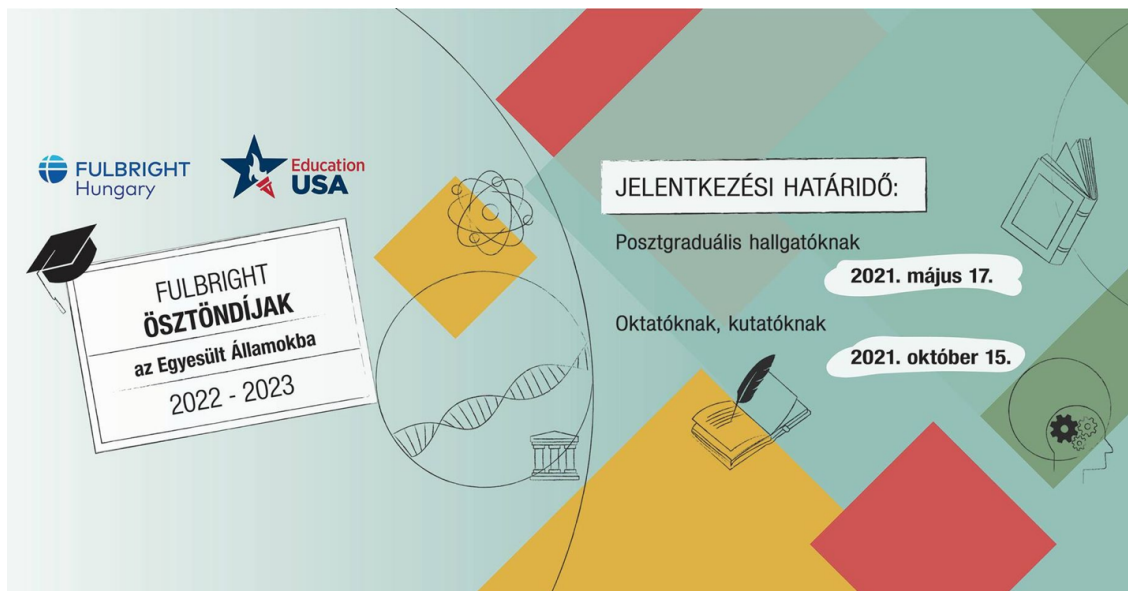 FULBRIGHT
Hungary
Education
USA
FULBRIGHT
ÖSZTÖNDÍJAK
az Egyesült Államokba
2022 - 2023
JELENTKEZÉSI HATÁRIDŐ:
Posztgraduális hallgatóknak
2021. május 17.
Oktatóknak, kutatóknak
2021. október 15.